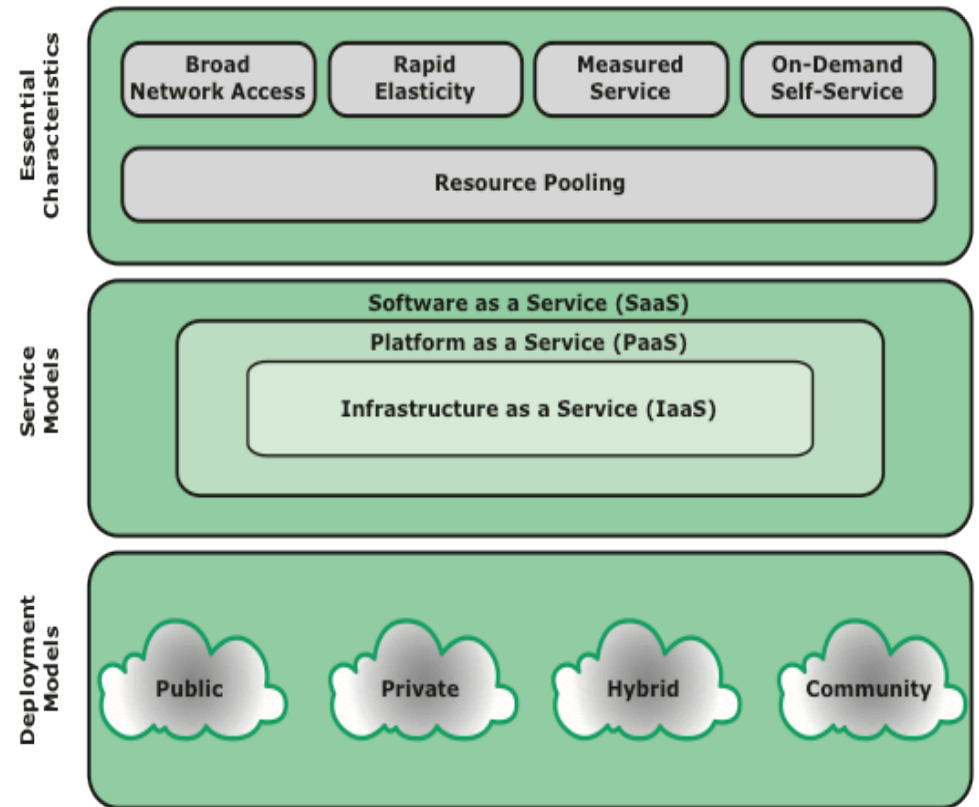 Essential
Characteristics
Broad
Network Access
Rapid
Elasticity
Measured
Service
On-Demand
Self-Service
Resource Pooling
Service
Models
Software as a Service (SaaS)
Platform as a Service (PaaS)
Infrastructure as a Service (IaaS)
Deployment
Models
Public
Private
Hybrid
Community